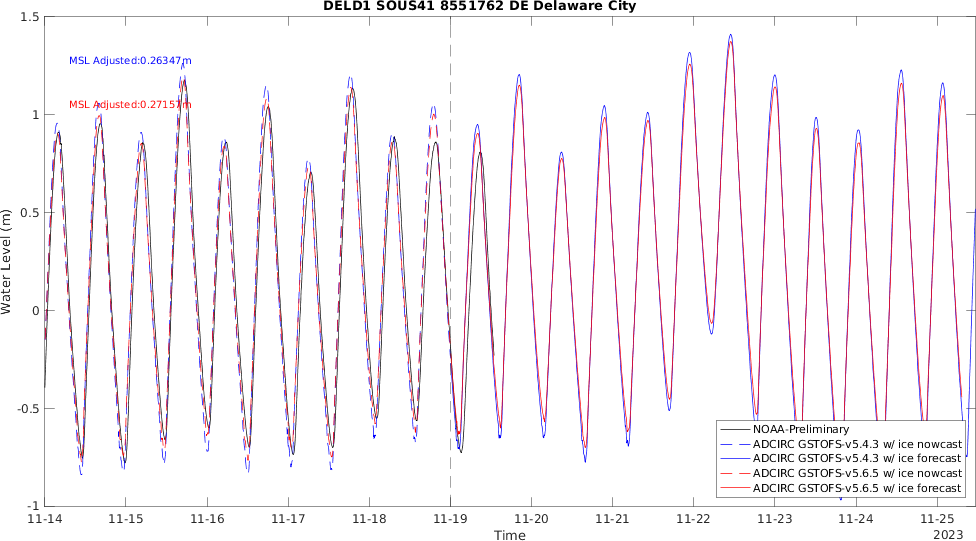 DELD1 SOUS41 8551762 DE Delaware City
1.5
MSL Adjusted:0.26347m
MSL Adjusted:0.27157m
1
0.5
Water Level (m)
0
-0.5
-1
NOAA-Preliminary
ADCIRC GSTOFS-v5.4.3 w/ ice nowcast
ADCIRC GSTOFS-v5.4.3 w/ ice forecast
ADCIRC GSTOFS-v5.6.5 w/ ice nowcast
ADCIRC GSTOFS-v5.6.5 w/ ice forecast
11-14 11-15 11-16 11-17 11-18 11-19 11-20 11-21 11-22 11-23 11-24 11-25
Time
2023